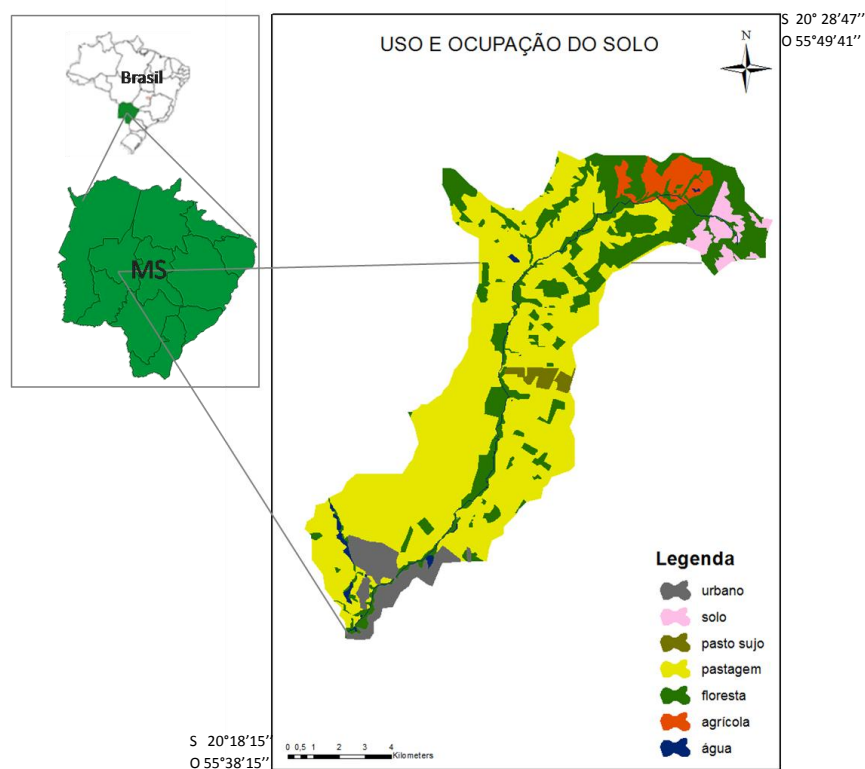 S 20° 28'47’’
O 55°49'41’’
USO E OCUPAÇÃO DO SOLO
N
Brasil
MS
Legenda
urbano
solo
pasto sujo
pastagem
floresta
agrícola
água
S 20°18’15’’
O 55°38’15’’
0 0,5 1 2 3 4
Kilometers